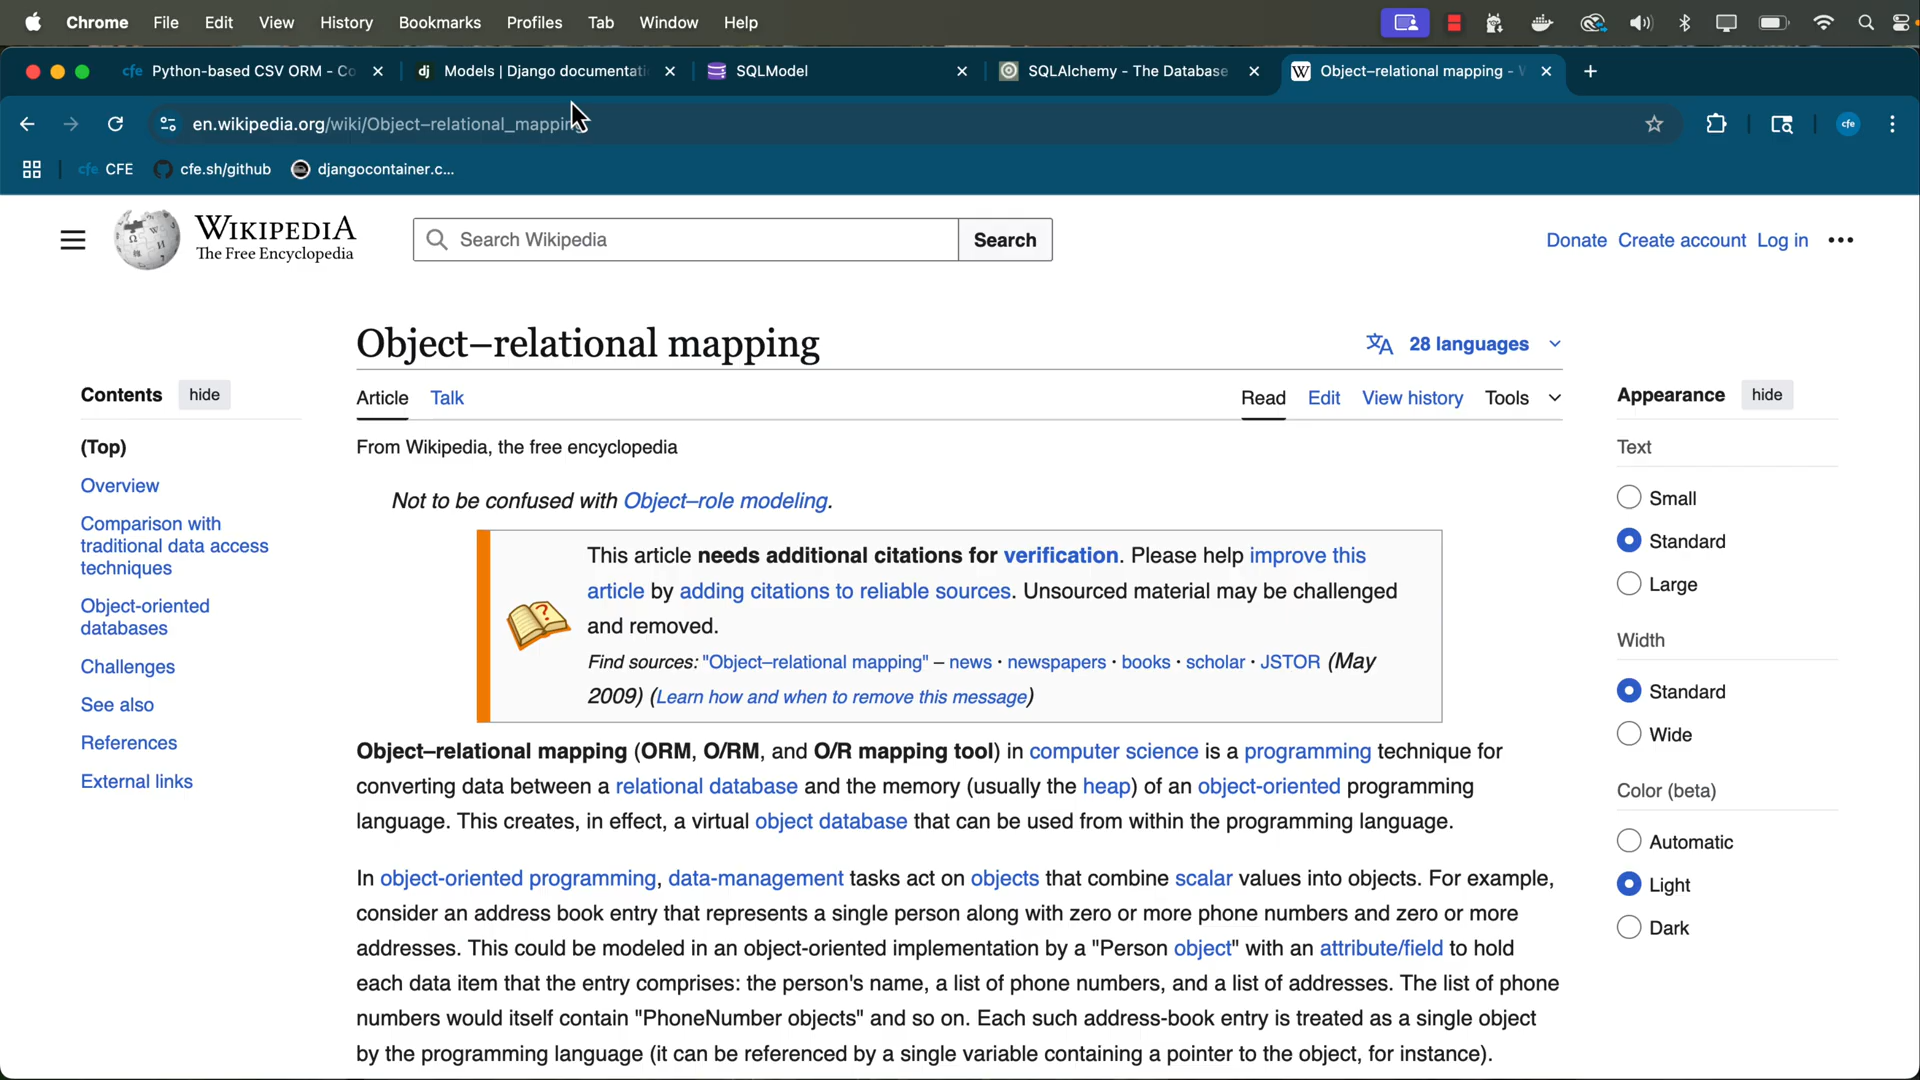 Chrome File Edit View History Bookmarks Profiles Tab Window Help
cfe Python-based CSV ORM - Co
dj Models | Django documentati
SQLModel
SQLAlchemy - The Database
W Object–relational mapping -
en.wikipedia.org/wiki/Object–relational_mappin
cfe
cfe CFE
cfe.sh/github
djangocontainer.c...
WIKIPEDIA
The Free Encyclopedia
Search Wikipedia
Search
Donate Create account Log in
Object–relational mapping
28 languages
Contents hide
Article Talk
Read Edit View history Tools
Appearance hide
(Top)
Overview
Comparison with
traditional data access
techniques
Object-oriented
databases
Challenges
See also
References
External links
From Wikipedia, the free encyclopedia
Not to be confused with Object–role modeling.
This article needs additional citations for verification. Please help improve this
article by adding citations to reliable sources. Unsourced material may be challenged
and removed.
Find sources: "Object–relational mapping" – news · newspapers · books · scholar · JSTOR (May
2009) (Learn how and when to remove this message)
Object–relational mapping (ORM, O/RM, and O/R mapping tool) in computer science is a programming technique for
converting data between a relational database and the memory (usually the heap) of an object-oriented programming
language. This creates, in effect, a virtual object database that can be used from within the programming language.
In object-oriented programming, data-management tasks act on objects that combine scalar values into objects. For example,
consider an address book entry that represents a single person along with zero or more phone numbers and zero or more
addresses. This could be modeled in an object-oriented implementation by a "Person object" with an attribute/field to hold
each data item that the entry comprises: the person's name, a list of phone numbers, and a list of addresses. The list of phone
numbers would itself contain "PhoneNumber objects" and so on. Each such address-book entry is treated as a single object
by the programming language (it can be referenced by a single variable containing a pointer to the object, for instance).
Text
Small
Standard
Large
Width
Standard
Wide
Color (beta)
Automatic
Light
Dark